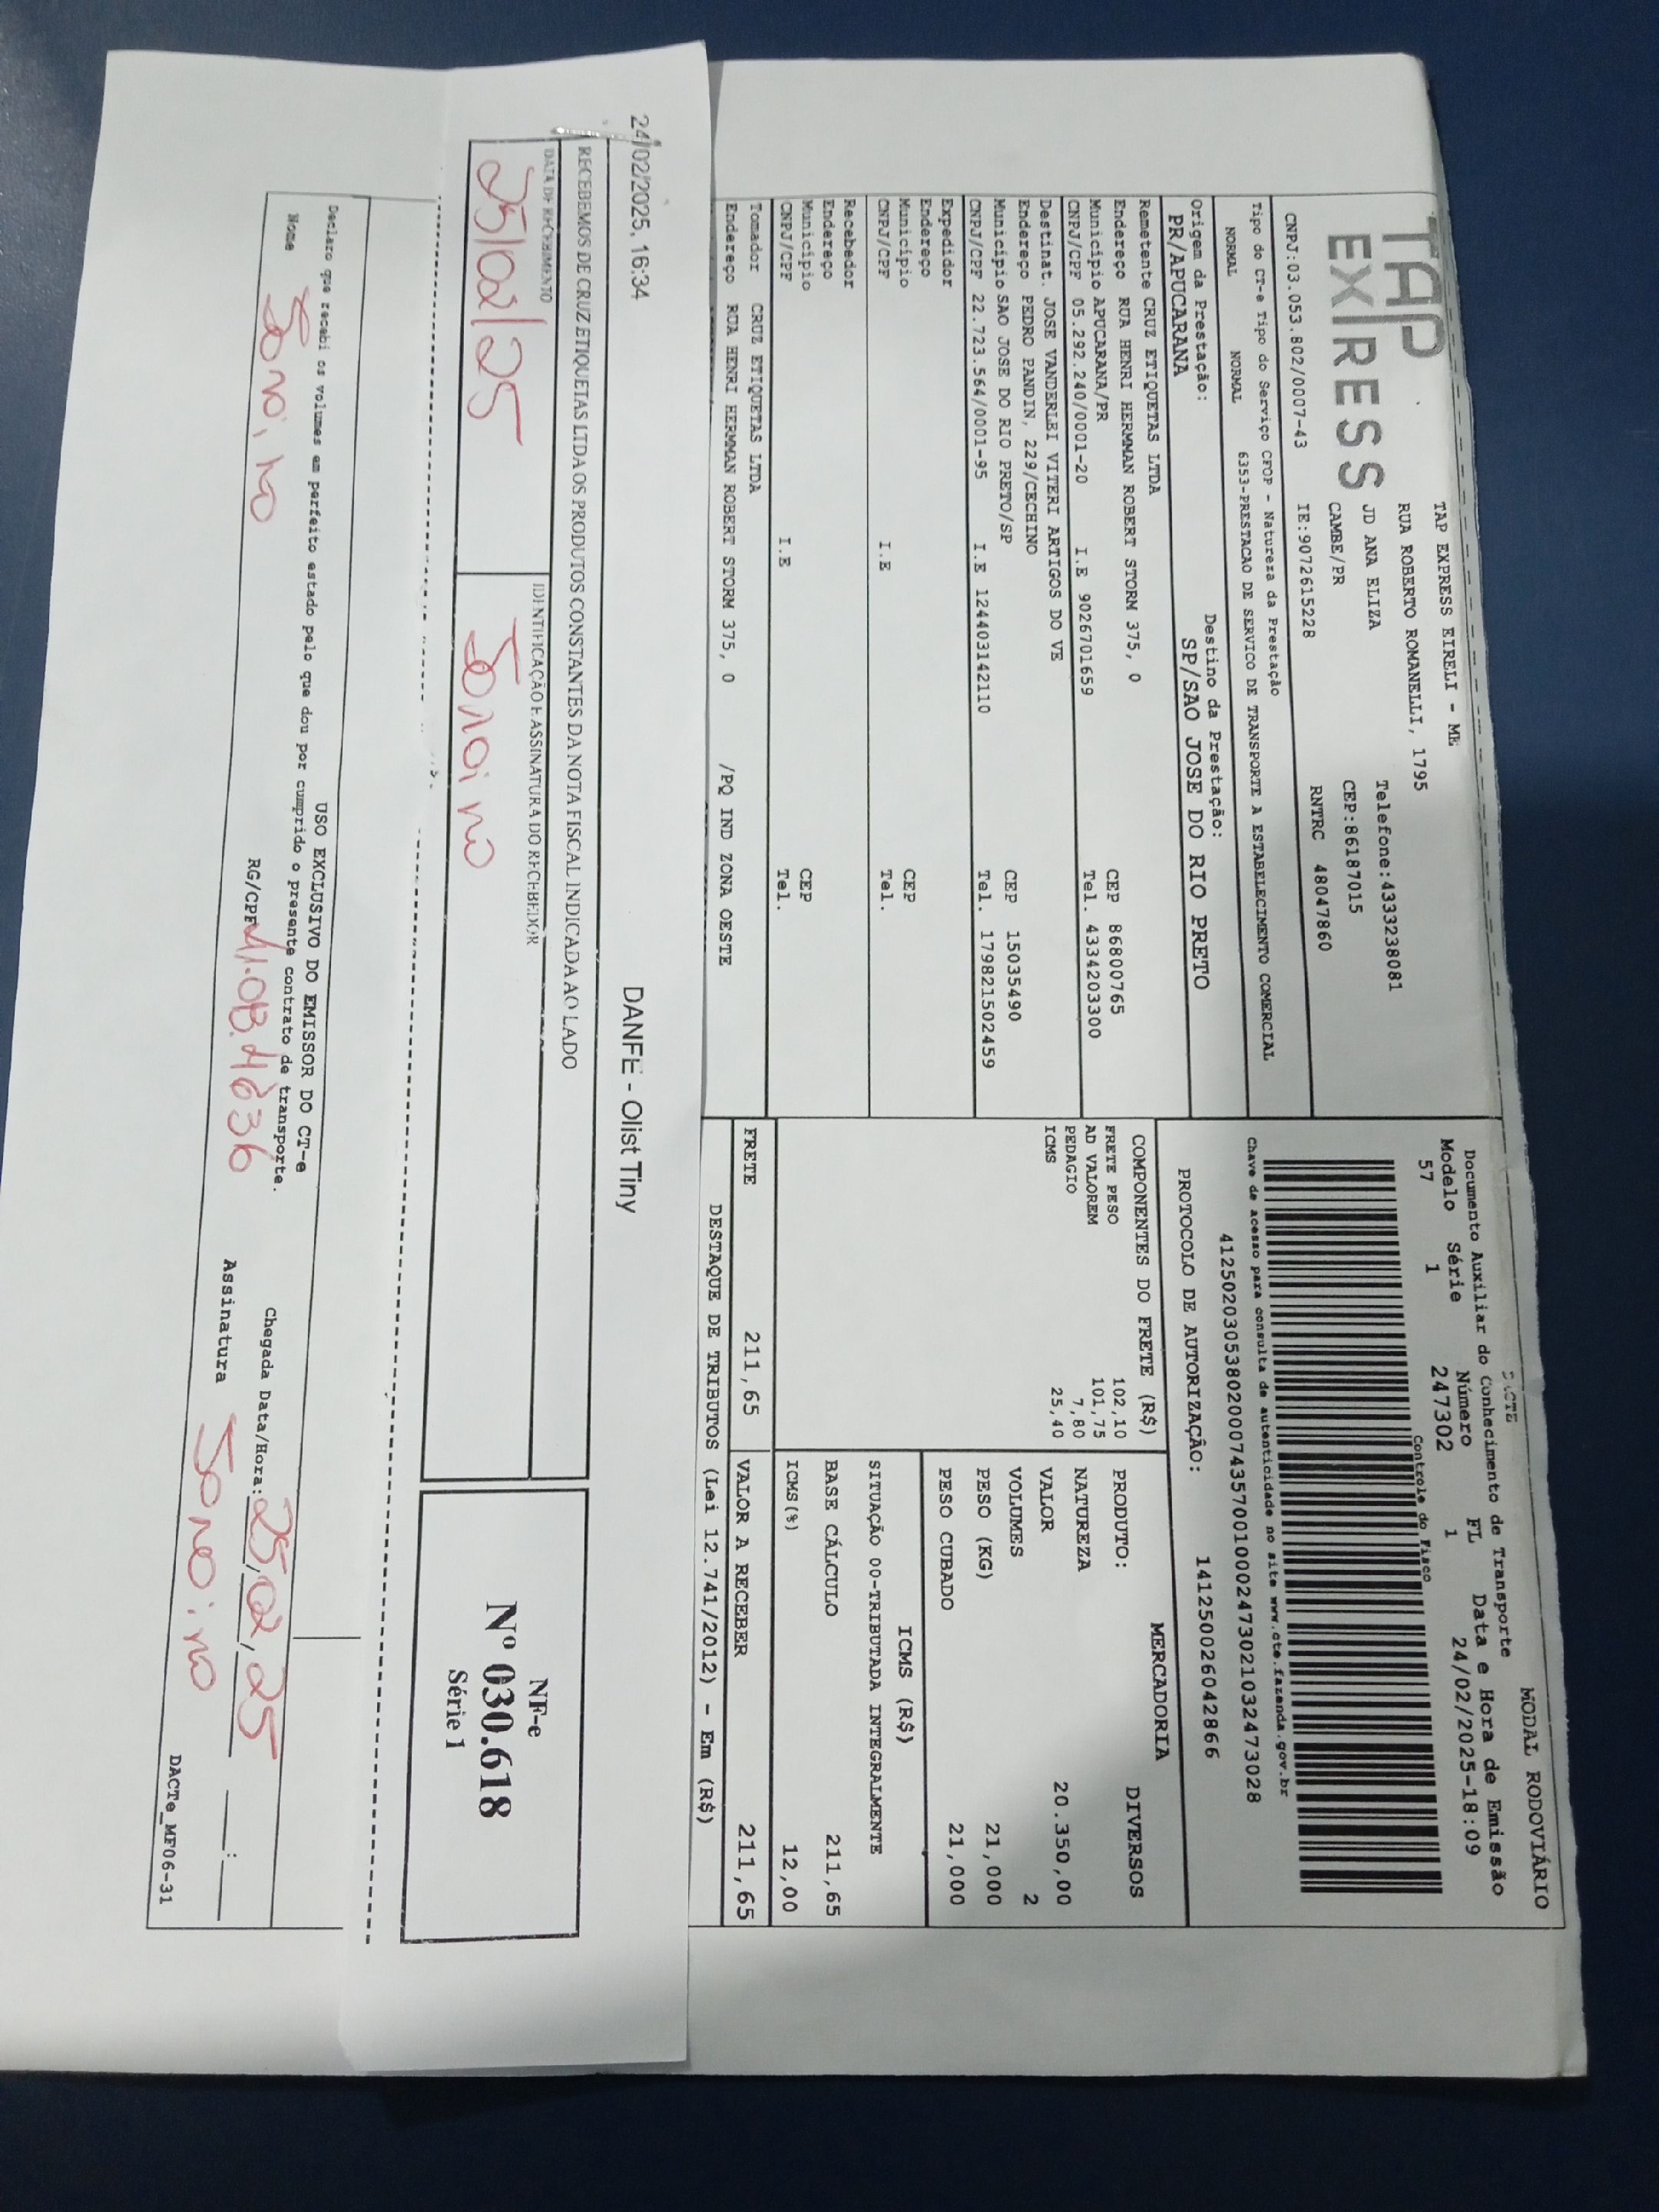 TAP
EXPRESS
TAP EXPRESS EIRELI - ME
RUA ROBERTO ROMANELLI, 1795
JD ANA ELIZA
CAMBE/PR
Telefone:4333238081
CEP:86187015
CNPJ:03.053.802/0007-43
IE:9072615228
RNTRC 48047860
Tipo do CT-e Tipo do Serviço CFOP - Natureza da Prestação
NORMAL NORMAL 6353-PRESTACAO DE SERVICO DE TRANSPORTE A ESTABELECIMENTO COMERCIAL
Origem da Prestação: Destino da Prestação:
PR/APUCARANA SP/SAO JOSE DO RIO PRETO
DACTE
MODAL RODOVIÁRIO
Documento Auxiliar do Conhecimento de Transporte
Modelo Série Número FL Data e Hora de Emissão
57 1 247302 1 24/02/2025-18:09
Controle do Fisco
Chave de acesso para consulta de autenticidade no site www.cte.fazenda.gov.br
41250203053802000743570010002473021032473028
PROTOCOLO DE AUTORIZAÇÃO: 141250026042866
Remetente CRUZ ETIQUETAS LTDA
Endereço RUA HENRI HERMMAN ROBERT STORM 375, 0 CEP 86800765
Município APUCARANA/PR Tel. 433420​3300
CNPJ/CPF 05.292.240/0001-20 I.E 9026701659
Destinat. JOSE VANDERLEI VITERI ARTIGOS DO VE
Endereço PEDRO PANDIN, 229/CECHINO
Município SAO JOSE DO RIO PRETO/SP CEP 15035490
CNPJ/CPF 22.723.564/0001-95 I.E 124403142110 Tel. 179821502459
Expedidor
Endereço
Município CEP
CNPJ/CPF I.E Tel.
Recebedor
Endereço
Município CEP
CNPJ/CPF I.E Tel.
Tomador CRUZ ETIQUETAS LTDA
Endereço RUA HENRI HERMMAN ROBERT STORM 375, 0 /PQ IND ZONA OESTE
COMPONENTES DO FRETE (R$)
FRETE PESO 102,10
AD VALOREM 101,75
PEDAGIO 7,80
ICMS 25,40
MERCADORIA
PRODUTO: DIVERSOS
NATUREZA
VALOR 20.350,00
VOLUMES 2
PESO (KG) 21,000
PESO CUBADO 21,000
ICMS (R$)
SITUAÇÃO 00-TRIBUTADA INTEGRALMENTE
BASE CÁLCULO 211,65
ICMS(%) 12,00
FRETE 211,65 VALOR A RECEBER 211,65
DESTAQUE DE TRIBUTOS (Lei 12.741/2012) - Em (R$)
24/02/2025, 16:34 DANFE - Olist Tiny
RECEBEMOS DE CRUZ ETIQUETAS LTDA OS PRODUTOS CONSTANTES DA NOTA FISCAL INDICADA AO LADO
DATA DE RECEBIMENTO IDENTIFICAÇÃO E ASSINATURA DO RECEBEDOR
25/02/25
NF-e
Nº 030.618
Série 1
USO EXCLUSIVO DO EMISSOR DO CT-e
Declaro que recebi os volumes em perfeito estado pelo que dou por cumprido o presente contrato de transporte.
Nome RG/CPF Chegada Data/Hora: 25,02,25
Assinatura
DACTe_MF06-31